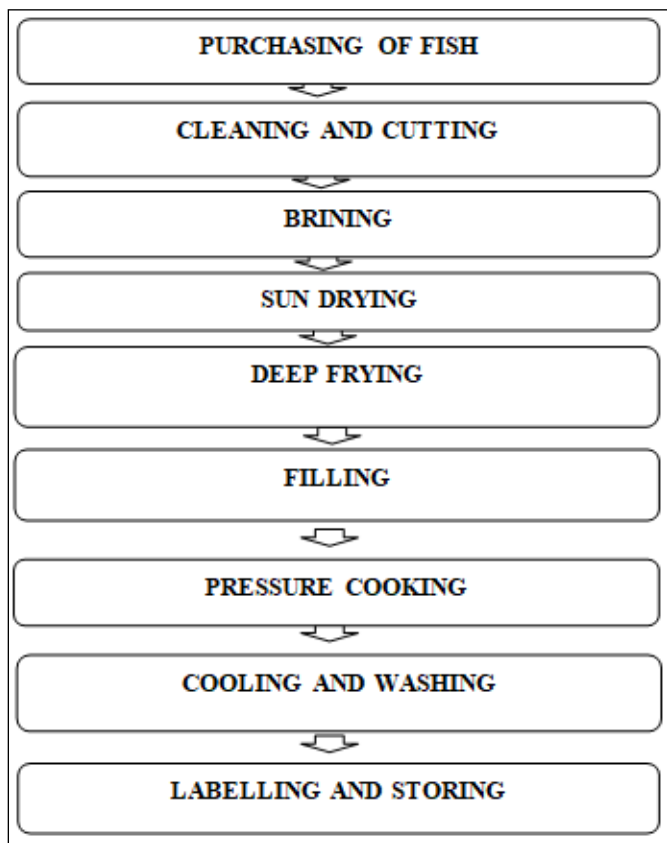 PURCHASING OF FISH
CLEANING AND CUTTING
BRINING
SUN DRYING
DEEP FRYING
FILLING
PRESSURE COOKING
COOLING AND WASHING
LABELLING AND STORING